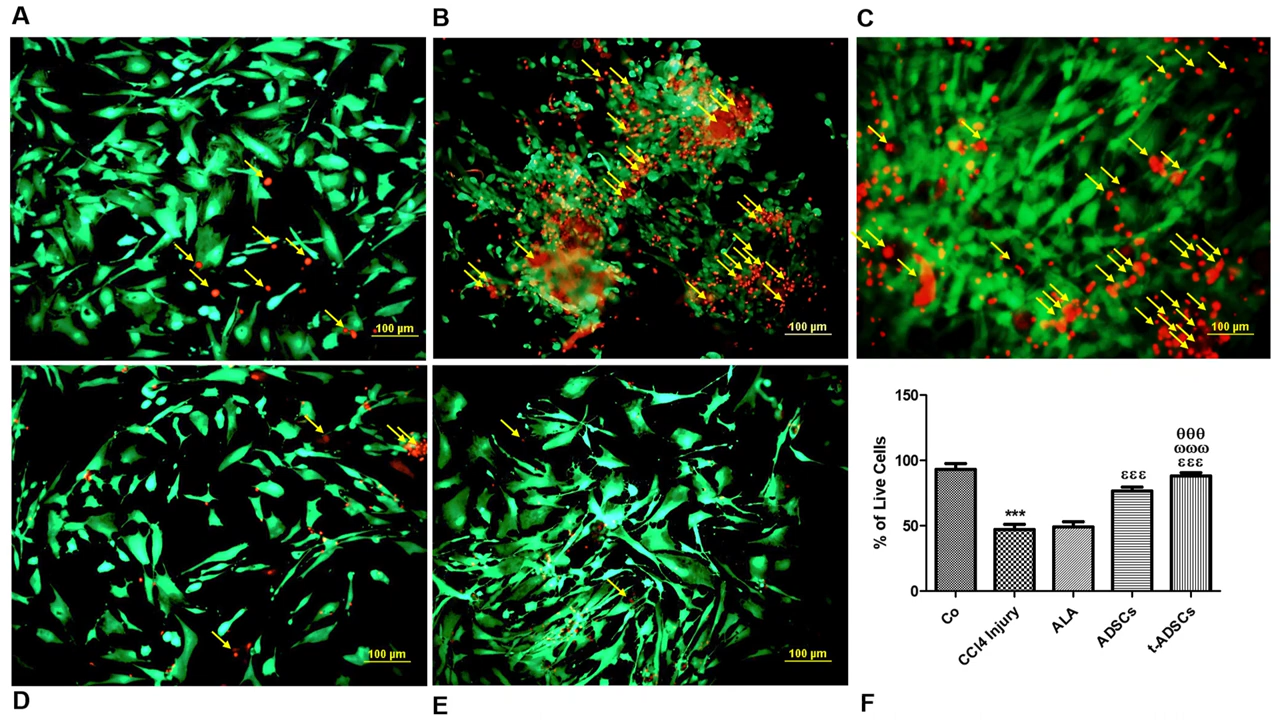 A
B
C
100 µm
100 µm
100 µm
100 µm
100 µm
D
E
F
% of Live Cells
150
100
50
0
***
εεε
θθθ
ωωω
εεε
Co
CCl4 Injury
ALA
ADSCs
t-ADSCs